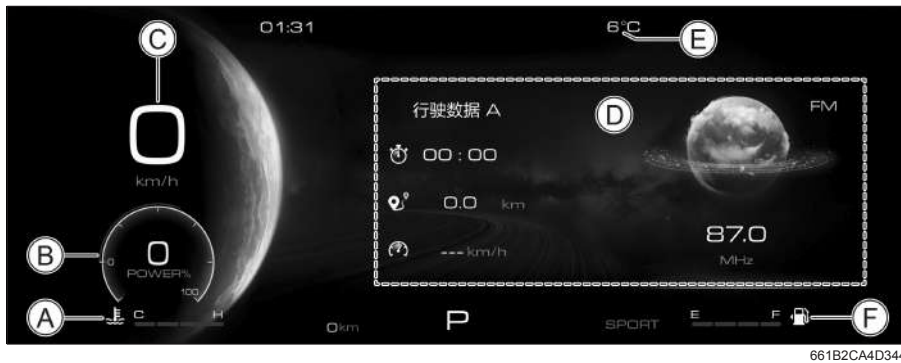 C
01:31
6°C
E
行驶数据 A
D
FM
00:00
0
km/h
0.0 km
87.0
MHz
---km/h
B
0
0
POWER%
100
A
C H
0km
P
SPORT
E F
F
661B2CA4D344